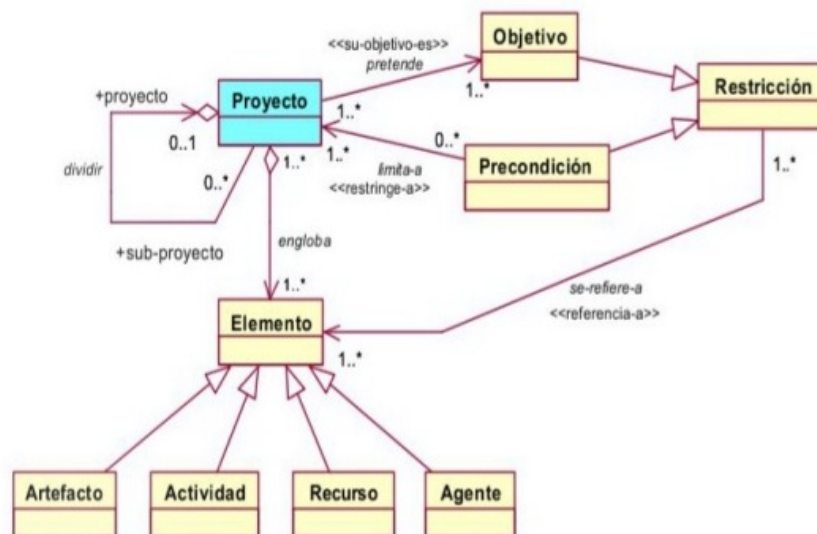 <<su-objetivo-es>>
pretende
Objetivo
+proyecto
Proyecto
1..*
1..*
Restricción
0..1
1..*
1..*
0..*
Precondición
1..*
dividir
0..*
limita-a
<<restringe-a>>
+sub-proyecto
engloba
1..*
se-refiere-a
<<referencia-a>>
Elemento
1..*
Artefacto
Actividad
Recurso
Agente